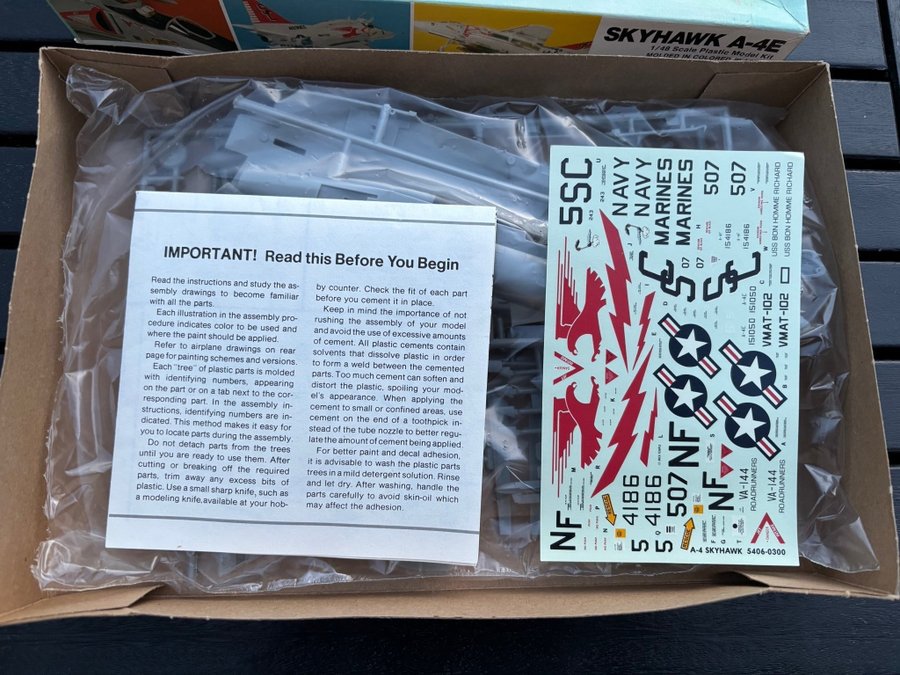 SKYHAWK A-4E
1/48 Scale Plastic Model Kit
MOLDED IN COLORED
IMPORTANT! Read this Before You Begin
Read the instructions and study the as-
sembly drawings to become familiar
with all the parts.
Each illustration in the assembly pro-
cedure indicates color to be used and
where the paint should be applied.
Refer to airplane drawings on rear
page for painting schemes and versions.
Each "tree" of plastic parts is molded
with identifying numbers, appearing
on the part or on a tab next to the cor-
responding part. In the assembly in-
structions, identifying numbers are in-
dicated. This method makes it easy for
you to locate parts during the assembly.
Do not detach parts from the trees
until you are ready to use them. After
cutting or breaking off the required
parts, trim away any excess bits of
plastic. Use a small sharp knife, such as
a modeling knife, available at your hob-
by counter. Check the fit of each part
before you cement it in place.
Keep in mind the importance of not
rushing the assembly of your model
and avoid the use of excessive amounts
of cement. All plastic cements contain
solvents that dissolve plastic in order
to form a weld between the cemented
parts. Too much cement can soften and
distort the plastic, spoiling your mod-
el's appearance. When applying the
cement to small or confined areas, use
cement on the end of a toothpick in-
stead of the tube nozzle to better regu-
late the amount of cement being applied.
For better paint and decal adhesion,
it is advisable to wash the plastic parts
trees in a mild detergent solution. Rinse
and let dry. After washing, handle the
parts carefully to avoid skin-oil which
may affect the adhesion.
5SC
243
243
NAVY
NAVY
MARINES
MARINES
507
507
07
07
154186
154186
USS BON HOMME RICHARD
USS BON HOMME RICHARD
SC
SC
151050
151050
VMAT-102
VMAT-102
NF
5 4186
5 4186
507
NF
NF
RESCUE
RESCUE
VA-144
ROADRUNNERS
VA-144
ROADRUNNERS
A-4 SKYHAWK 5406-0300